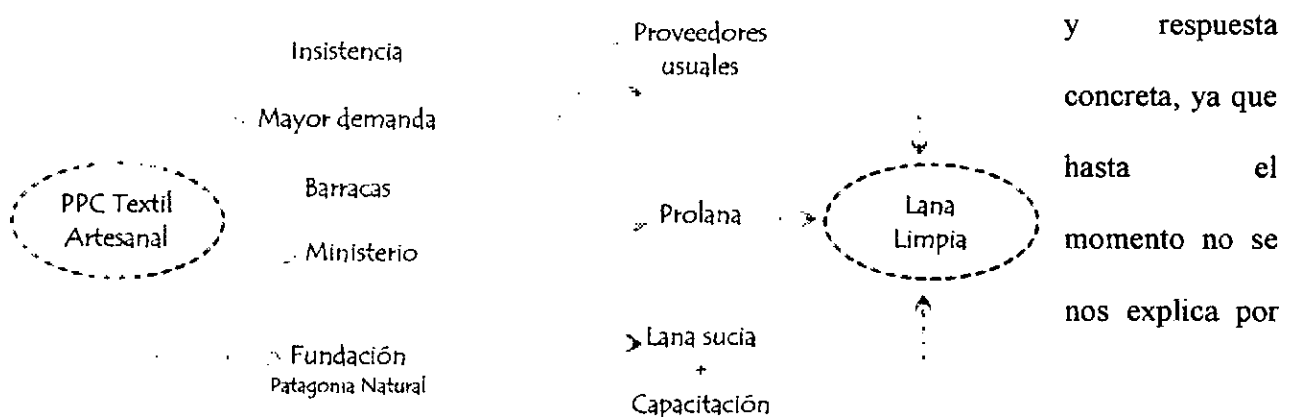 PPC Textil
Artesanal
Insistencia
Mayor demanda
Barracas
Ministerio
Fundación
Patagonia Natural
Proveedores
usuales
Prolana
Lana sucia
+
Capacitación
Lana
Limpia
y respuesta
concreta, ya que
hasta el
momento no se
nos explica por